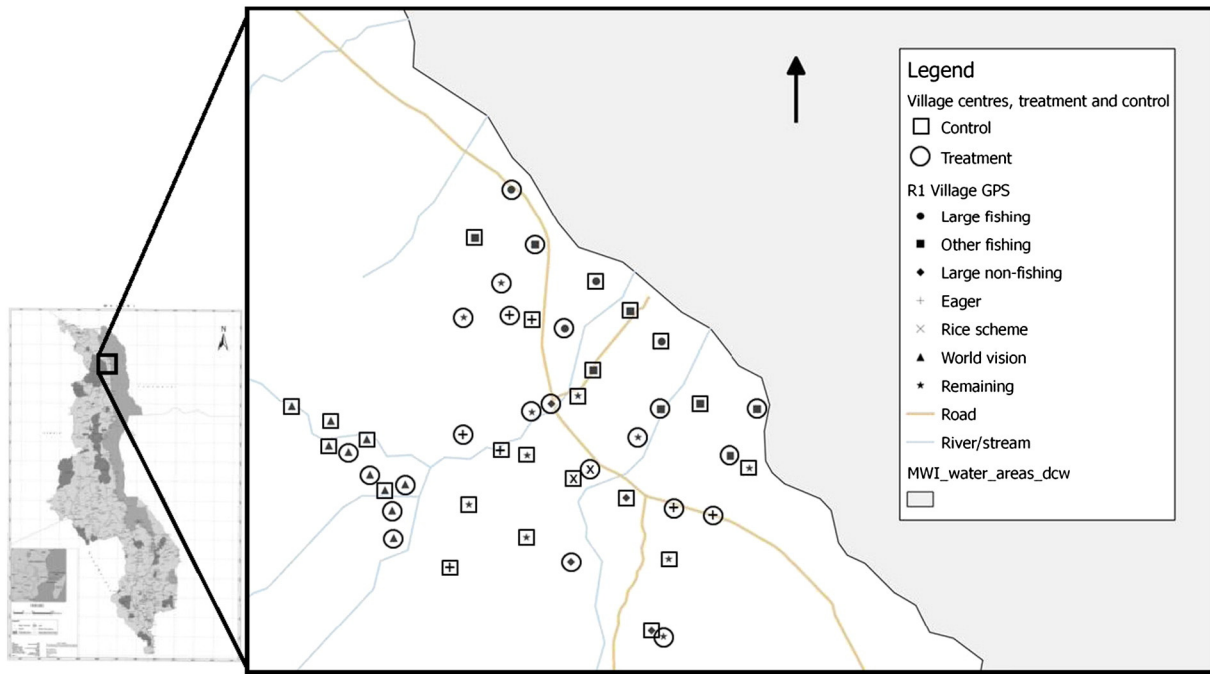 Legend
Village centres, treatment and control
Control
Treatment
R1 Village GPS
Large fishing
Other fishing
Large non-fishing
Eager
Rice scheme
World vision
Remaining
Road
River/stream
MWI_water_areas_dcw
N